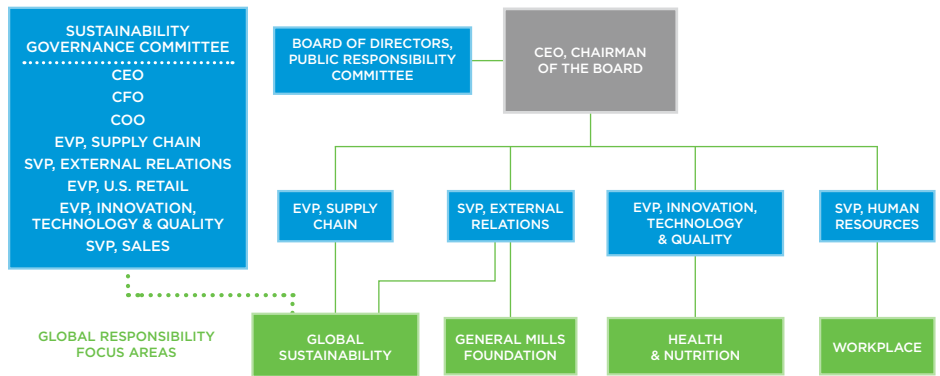 SUSTAINABILITY
GOVERNANCE COMMITTEE
CEO
CFO
COO
EVP, SUPPLY CHAIN
SVP, EXTERNAL RELATIONS
EVP, U.S. RETAIL
EVP, INNOVATION,
TECHNOLOGY & QUALITY
SVP, SALES
BOARD OF DIRECTORS,
PUBLIC RESPONSIBILITY
COMMITTEE
CEO, CHAIRMAN
OF THE BOARD
EVP, SUPPLY
CHAIN
SVP, EXTERNAL
RELATIONS
EVP, INNOVATION,
TECHNOLOGY
& QUALITY
SVP, HUMAN
RESOURCES
GLOBAL RESPONSIBILITY
FOCUS AREAS
GLOBAL
SUSTAINABILITY
GENERAL MILLS
FOUNDATION
HEALTH
& NUTRITION
WORKPLACE